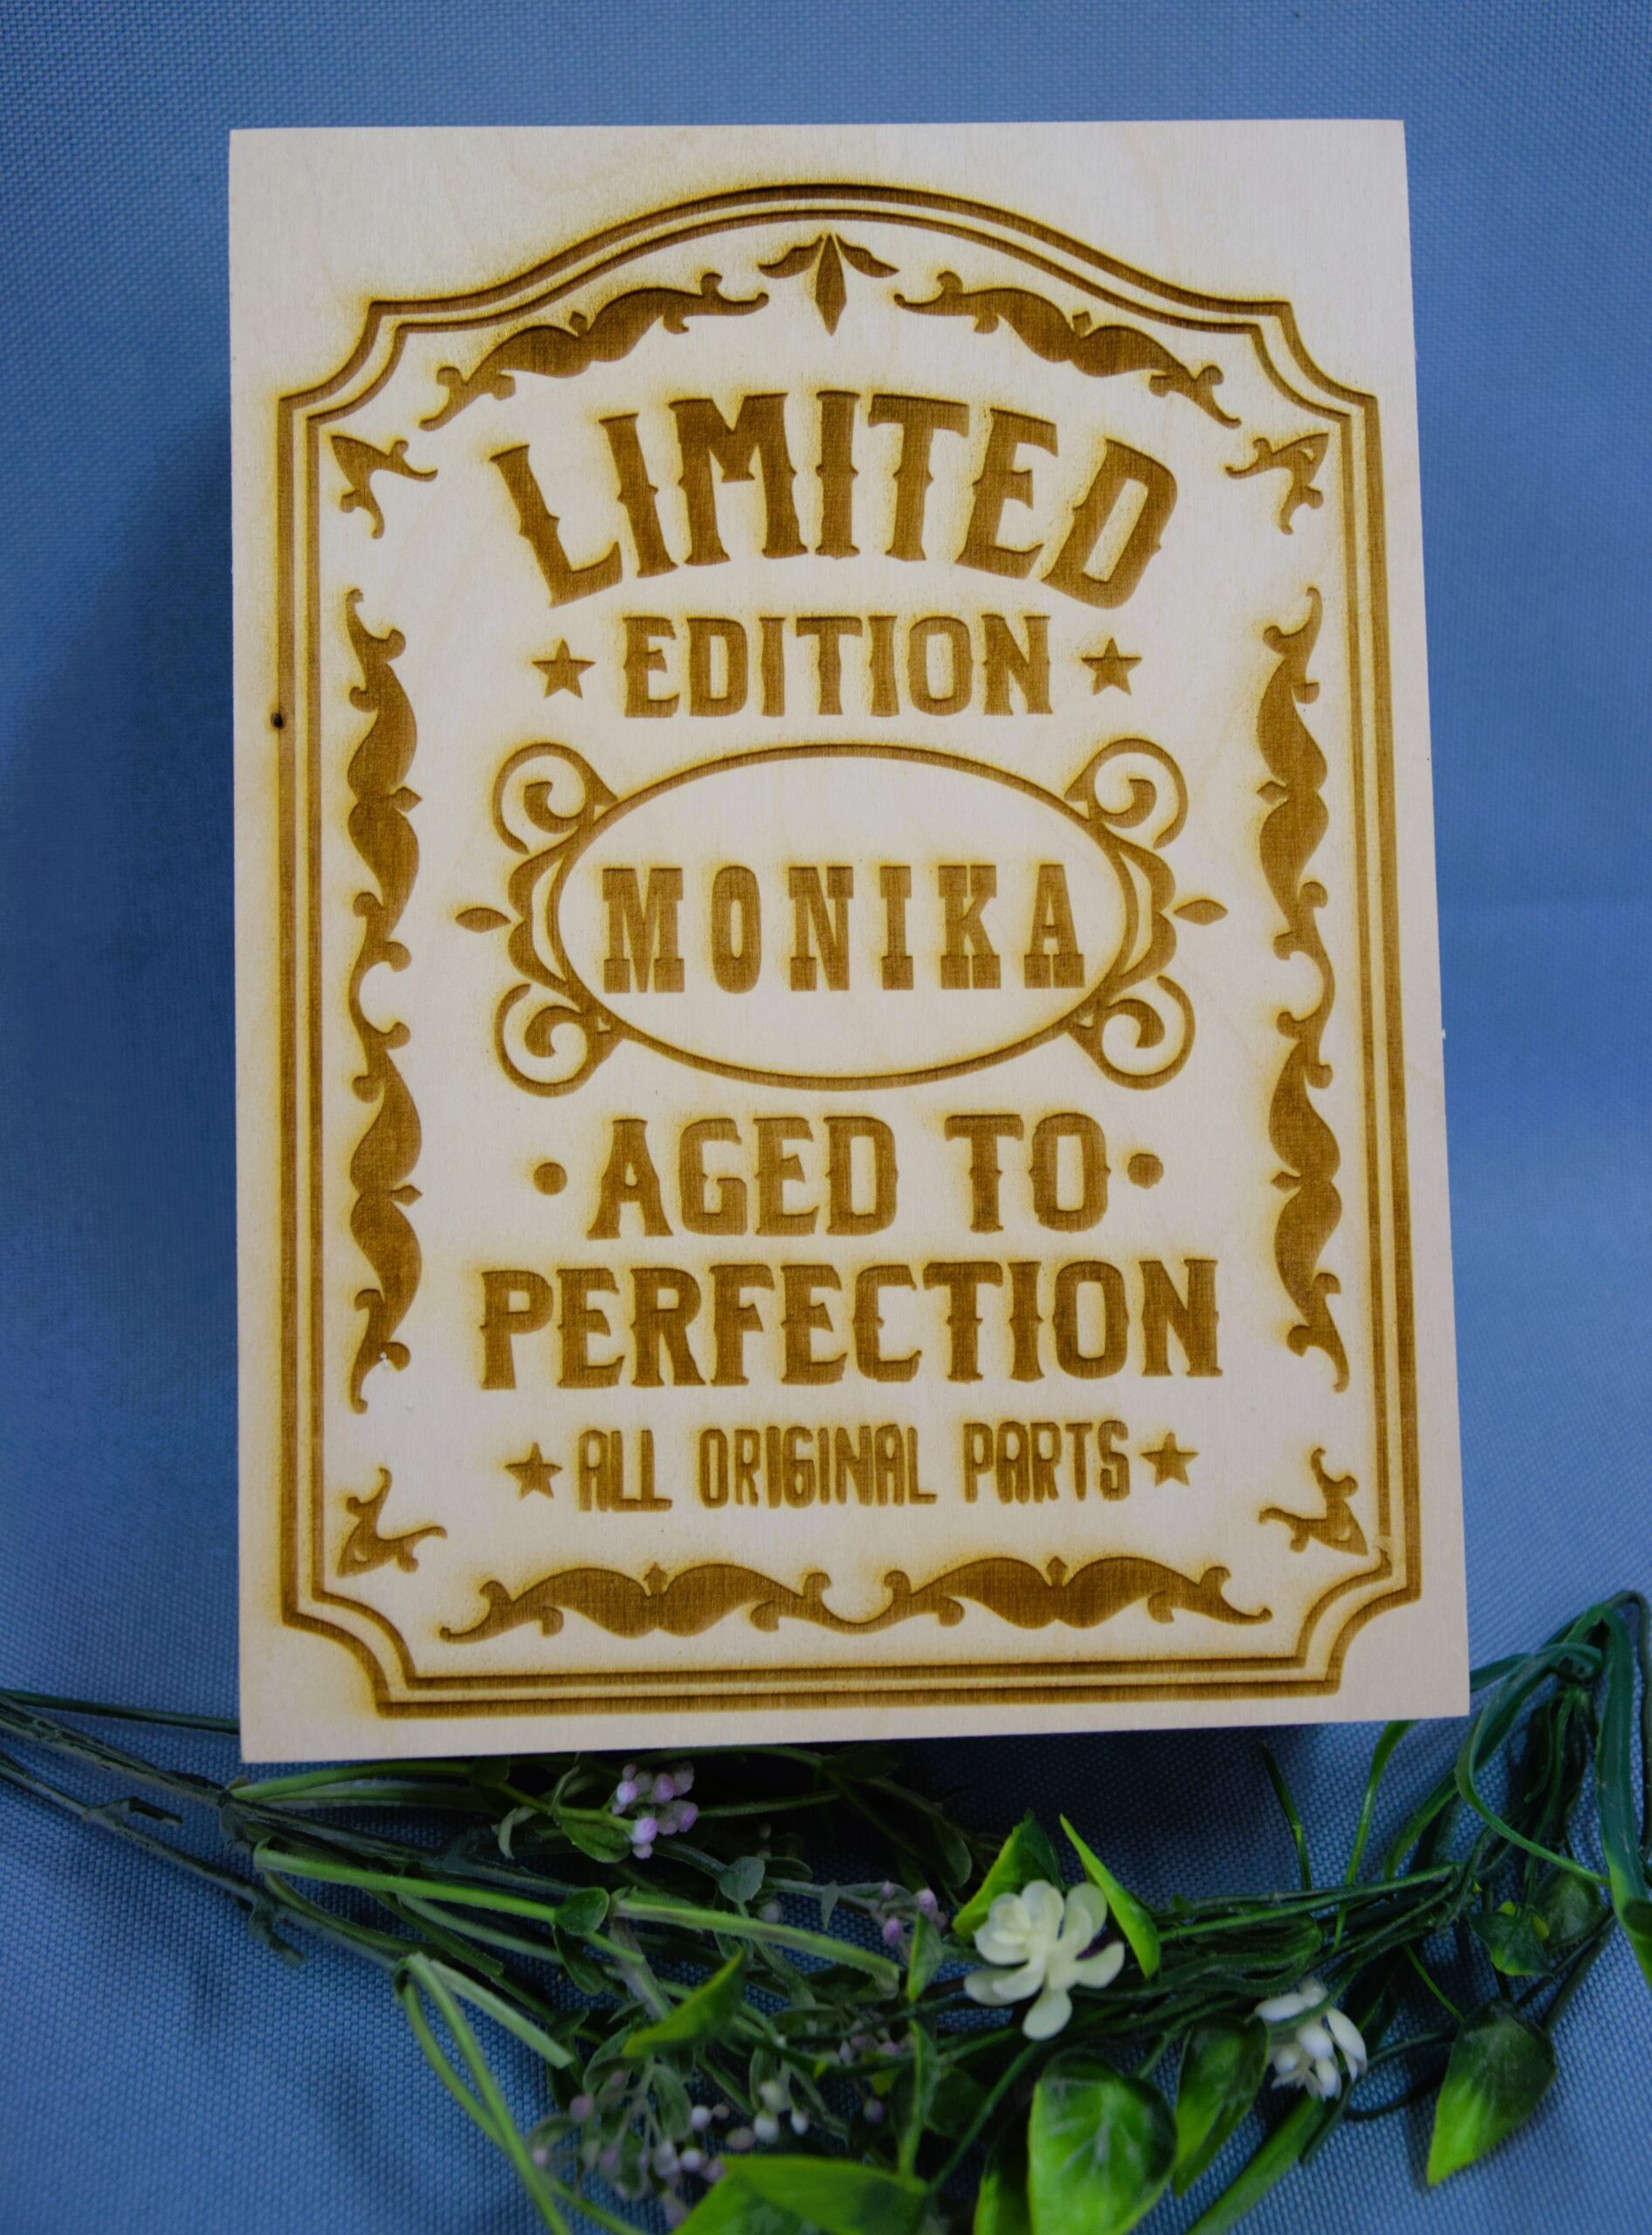 LIMITED
EDITION
MONIKA
AGED TO
PERFECTION
ALL ORIGINAL PARTS